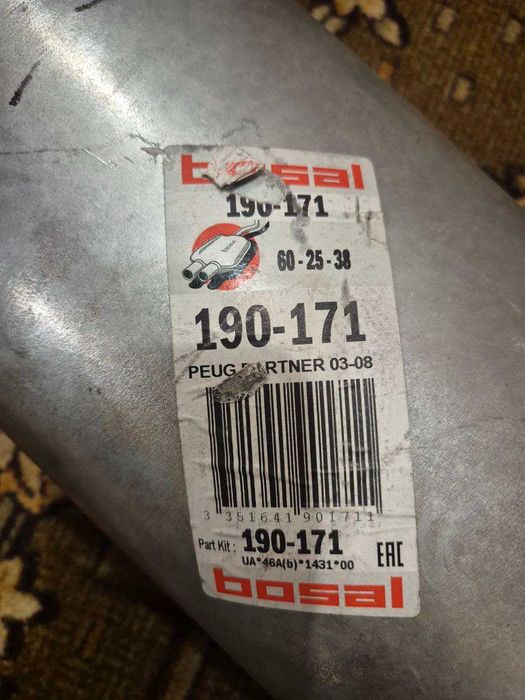 bosal
190-171
bosal
60-25-38
190-171
PEUG PARTNER 03-08
3 351641 901711
Part Kit : 190-171
UA*46A(b)*1431*00
EAC
bosal